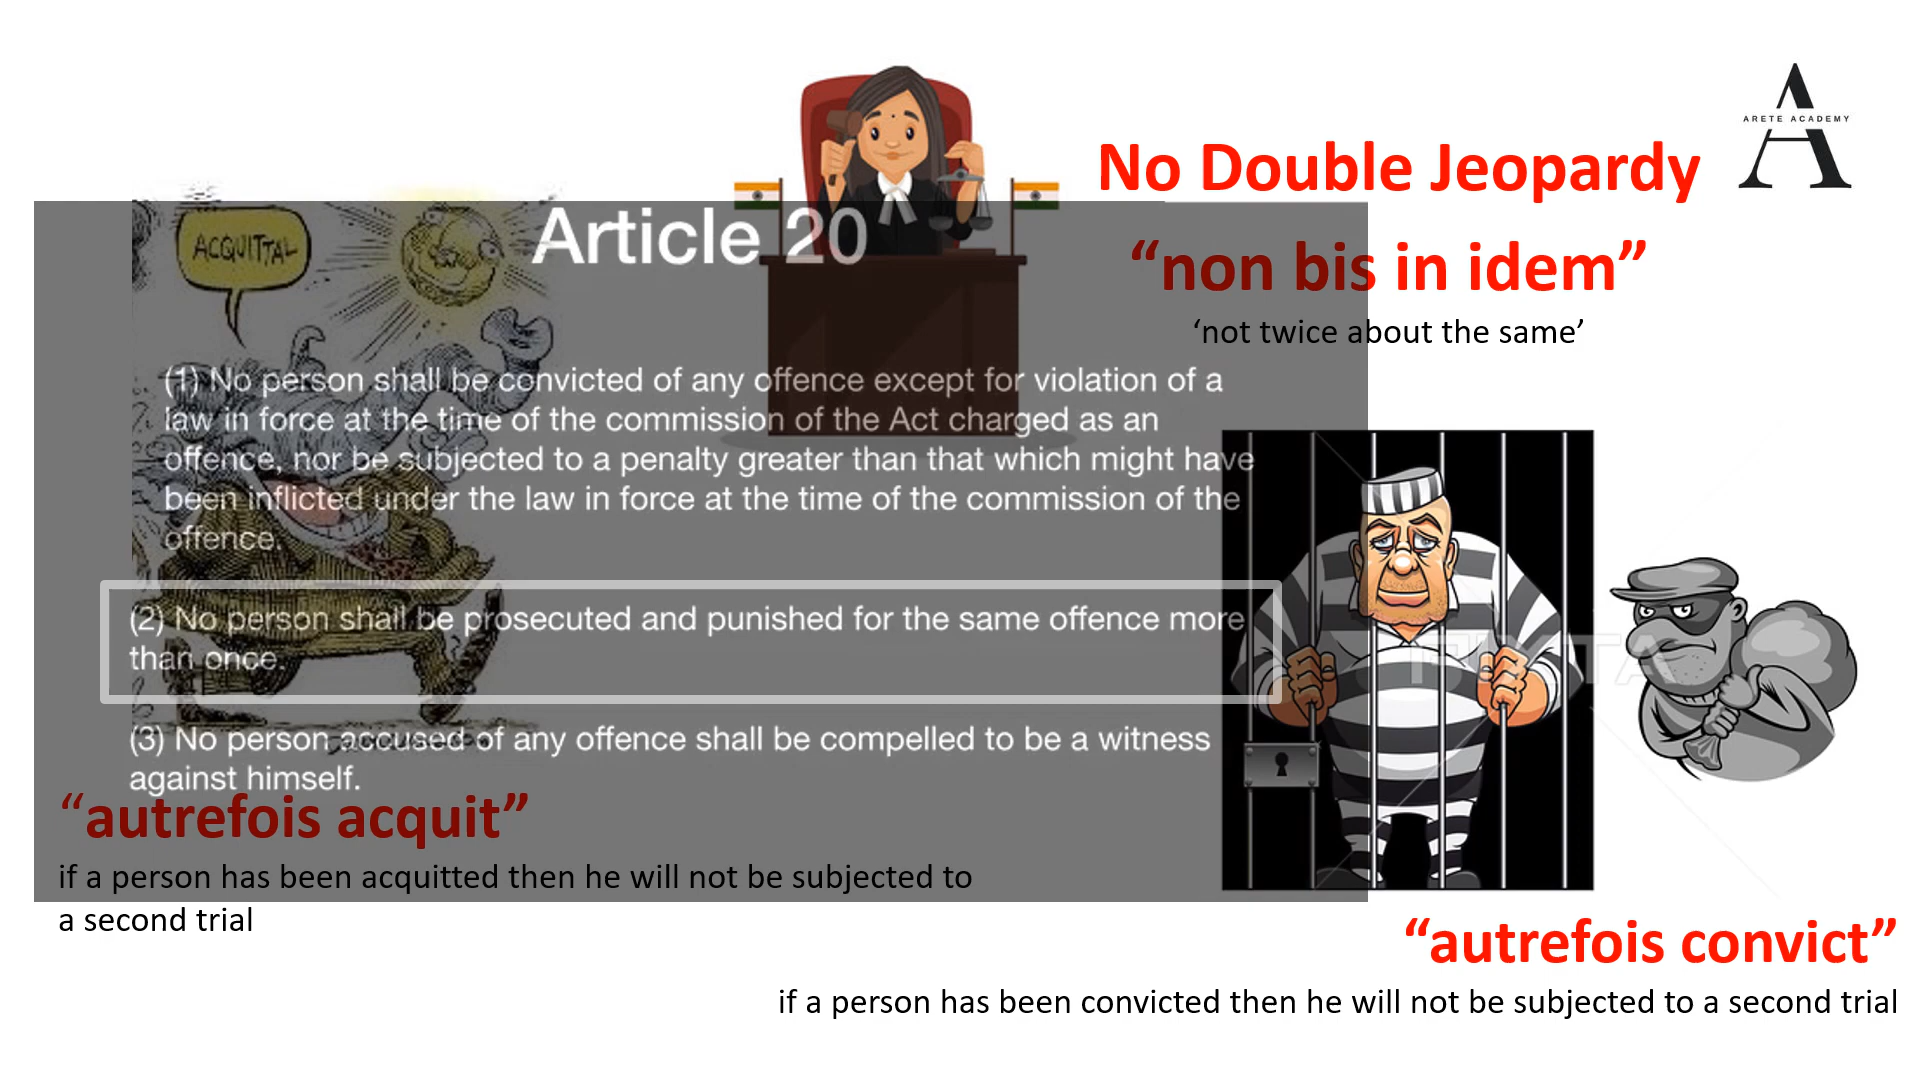 ARETE ACADEMY
No Double Jeopardy
ACQUITTAL
Article 20
“non bis in idem”
‘not twice about the same’
(1) No person shall be convicted of any offence except for violation of a
law in force at the time of the commission of the Act charged as an
offence, nor be subjected to a penalty greater than that which might have
been inflicted under the law in force at the time of the commission of the
offence.
(2) No person shall be prosecuted and punished for the same offence more
than once.
(3) No person accused of any offence shall be compelled to be a witness
against himself.
“autrefois acquit”
if a person has been acquitted then he will not be subjected to
a second trial
“autrefois convict”
if a person has been convicted then he will not be subjected to a second trial